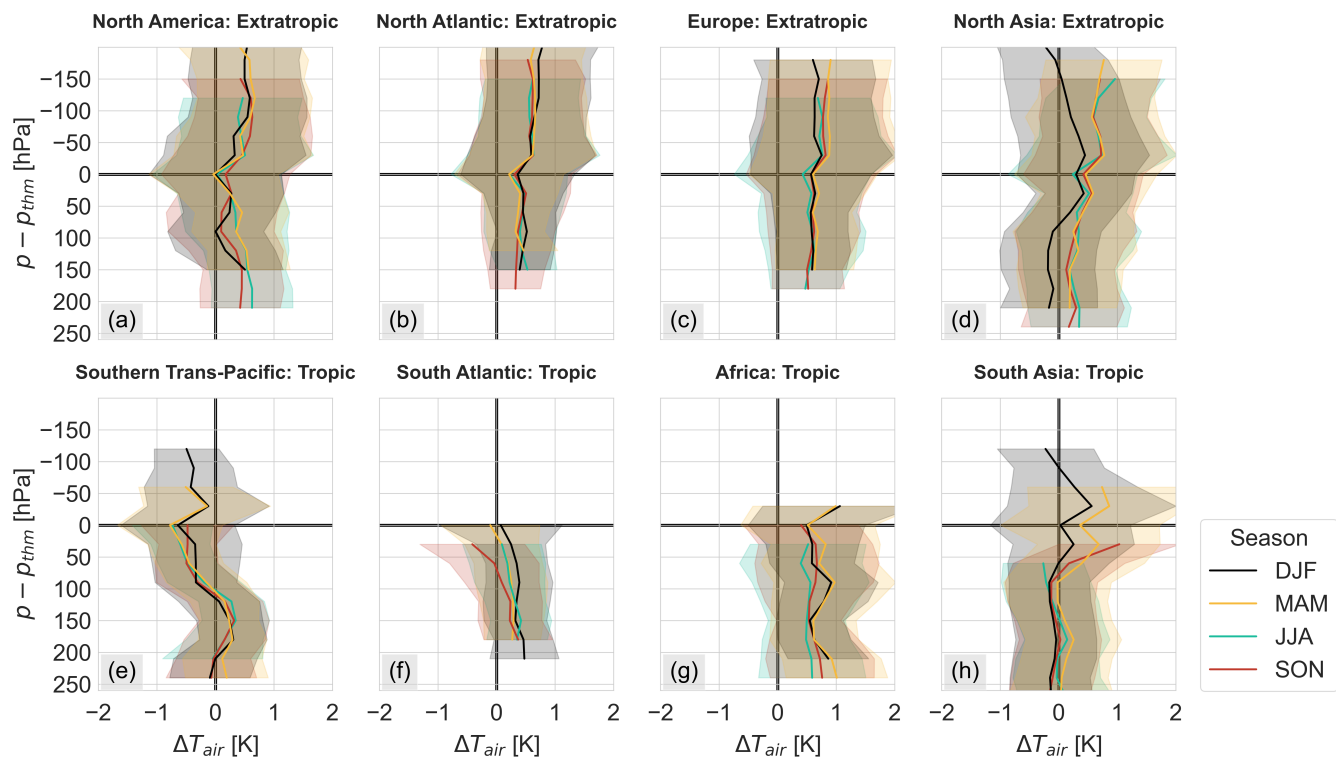 North America: Extratropic
North Atlantic: Extratropic
Europe: Extratropic
North Asia: Extratropic
p − p_thm [hPa]
−150
−100
−50
0
50
100
150
200
250
(a)
(b)
(c)
(d)
Southern Trans-Pacific: Tropic
South Atlantic: Tropic
Africa: Tropic
South Asia: Tropic
p − p_thm [hPa]
−150
−100
−50
0
50
100
150
200
250
(e)
(f)
(g)
(h)
−2 −1 0 1 2
−2 −1 0 1 2
−2 −1 0 1 2
−2 −1 0 1 2
ΔT_air [K]
ΔT_air [K]
ΔT_air [K]
ΔT_air [K]
Season
DJF
MAM
JJA
SON